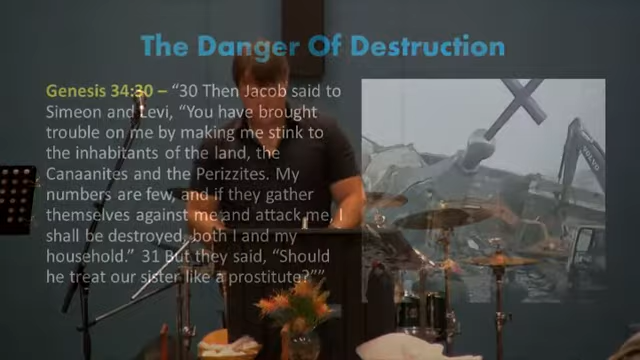 The Danger Of Destruction
Genesis 34:30 – “30 Then Jacob said to
Simeon and Levi, “You have brought
trouble on me by making me stink to
the inhabitants of the land, the
Canaanites and the Perizzites. My
numbers are few, and if they gather
themselves against me and attack me, I
shall be destroyed, both I and my
household.” 31 But they said, “Should
he treat our sister like a prostitute?””
VOLVO